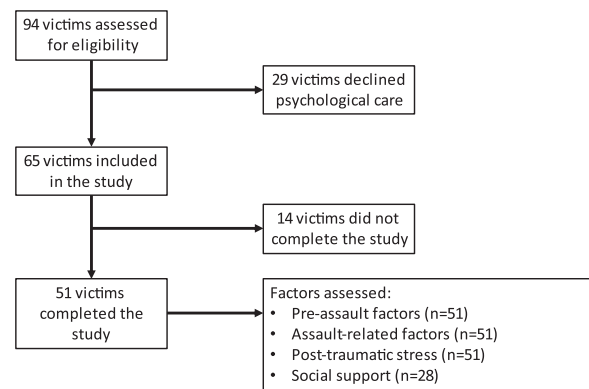 94 victims assessed
for eligibility
29 victims declined
psychological care
65 victims included
in the study
14 victims did not
complete the study
51 victims
completed the
study
Factors assessed:
• Pre-assault factors (n=51)
• Assault-related factors (n=51)
• Post-traumatic stress (n=51)
• Social support (n=28)